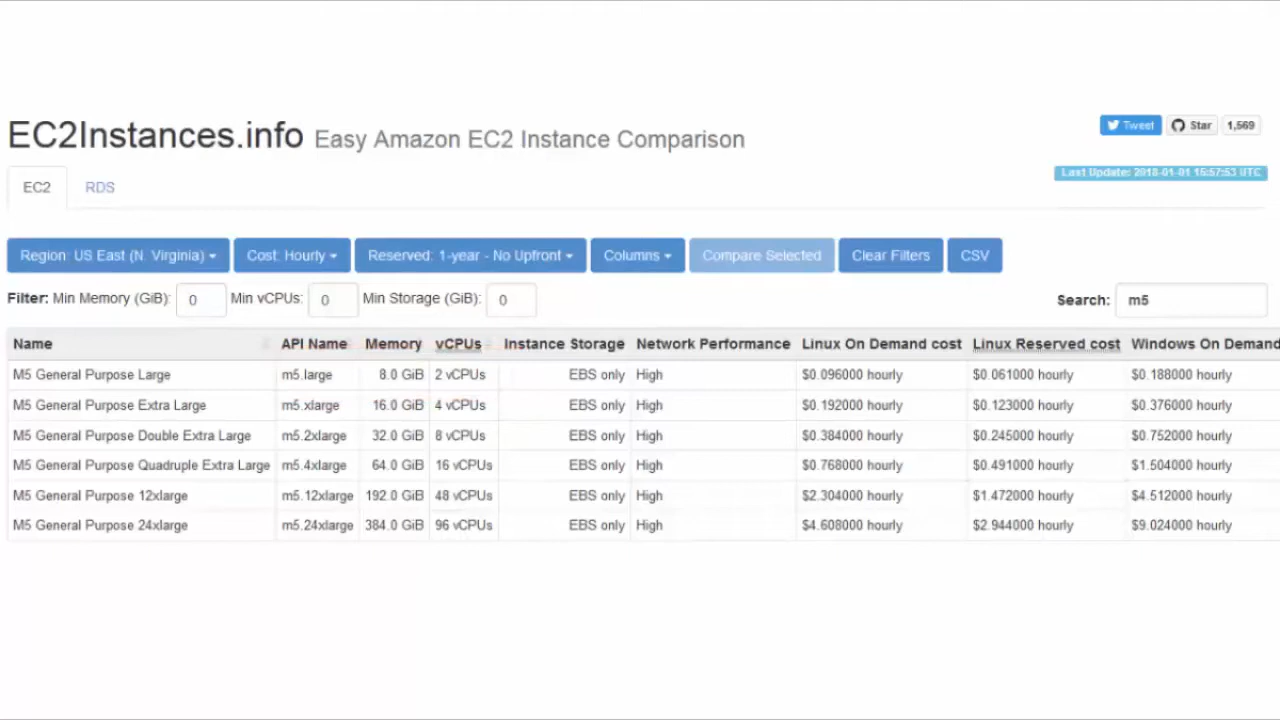 EC2Instances.info Easy Amazon EC2 Instance Comparison
Tweet Star 1,569
EC2 RDS
Last Update: 2018-01-01 15:57:53 UTC
Region: US East (N. Virginia) Cost: Hourly Reserved: 1-year - No Upfront Columns Compare Selected Clear Filters CSV
Filter: Min Memory (GiB): 0 Min vCPUs: 0 Min Storage (GiB): 0 Search: m5
Name API Name Memory vCPUs Instance Storage Network Performance Linux On Demand cost Linux Reserved cost Windows On Demand
M5 General Purpose Large m5.large 8.0 GiB 2 vCPUs EBS only High $0.096000 hourly $0.061000 hourly $0.188000 hourly
M5 General Purpose Extra Large m5.xlarge 16.0 GiB 4 vCPUs EBS only High $0.192000 hourly $0.123000 hourly $0.376000 hourly
M5 General Purpose Double Extra Large m5.2xlarge 32.0 GiB 8 vCPUs EBS only High $0.384000 hourly $0.245000 hourly $0.752000 hourly
M5 General Purpose Quadruple Extra Large m5.4xlarge 64.0 GiB 16 vCPUs EBS only High $0.768000 hourly $0.491000 hourly $1.504000 hourly
M5 General Purpose 12xlarge m5.12xlarge 192.0 GiB 48 vCPUs EBS only High $2.304000 hourly $1.472000 hourly $4.512000 hourly
M5 General Purpose 24xlarge m5.24xlarge 384.0 GiB 96 vCPUs EBS only High $4.608000 hourly $2.944000 hourly $9.024000 hourly